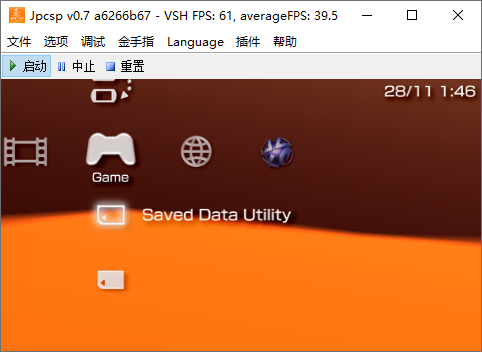 Jpcsp v0.7 a6266b67 - VSH FPS: 61, averageFPS: 39.5
文件 选项 调试 金手指 Language 插件 帮助
启动 中止 重置
28/11 1:46
Game
Saved Data Utility